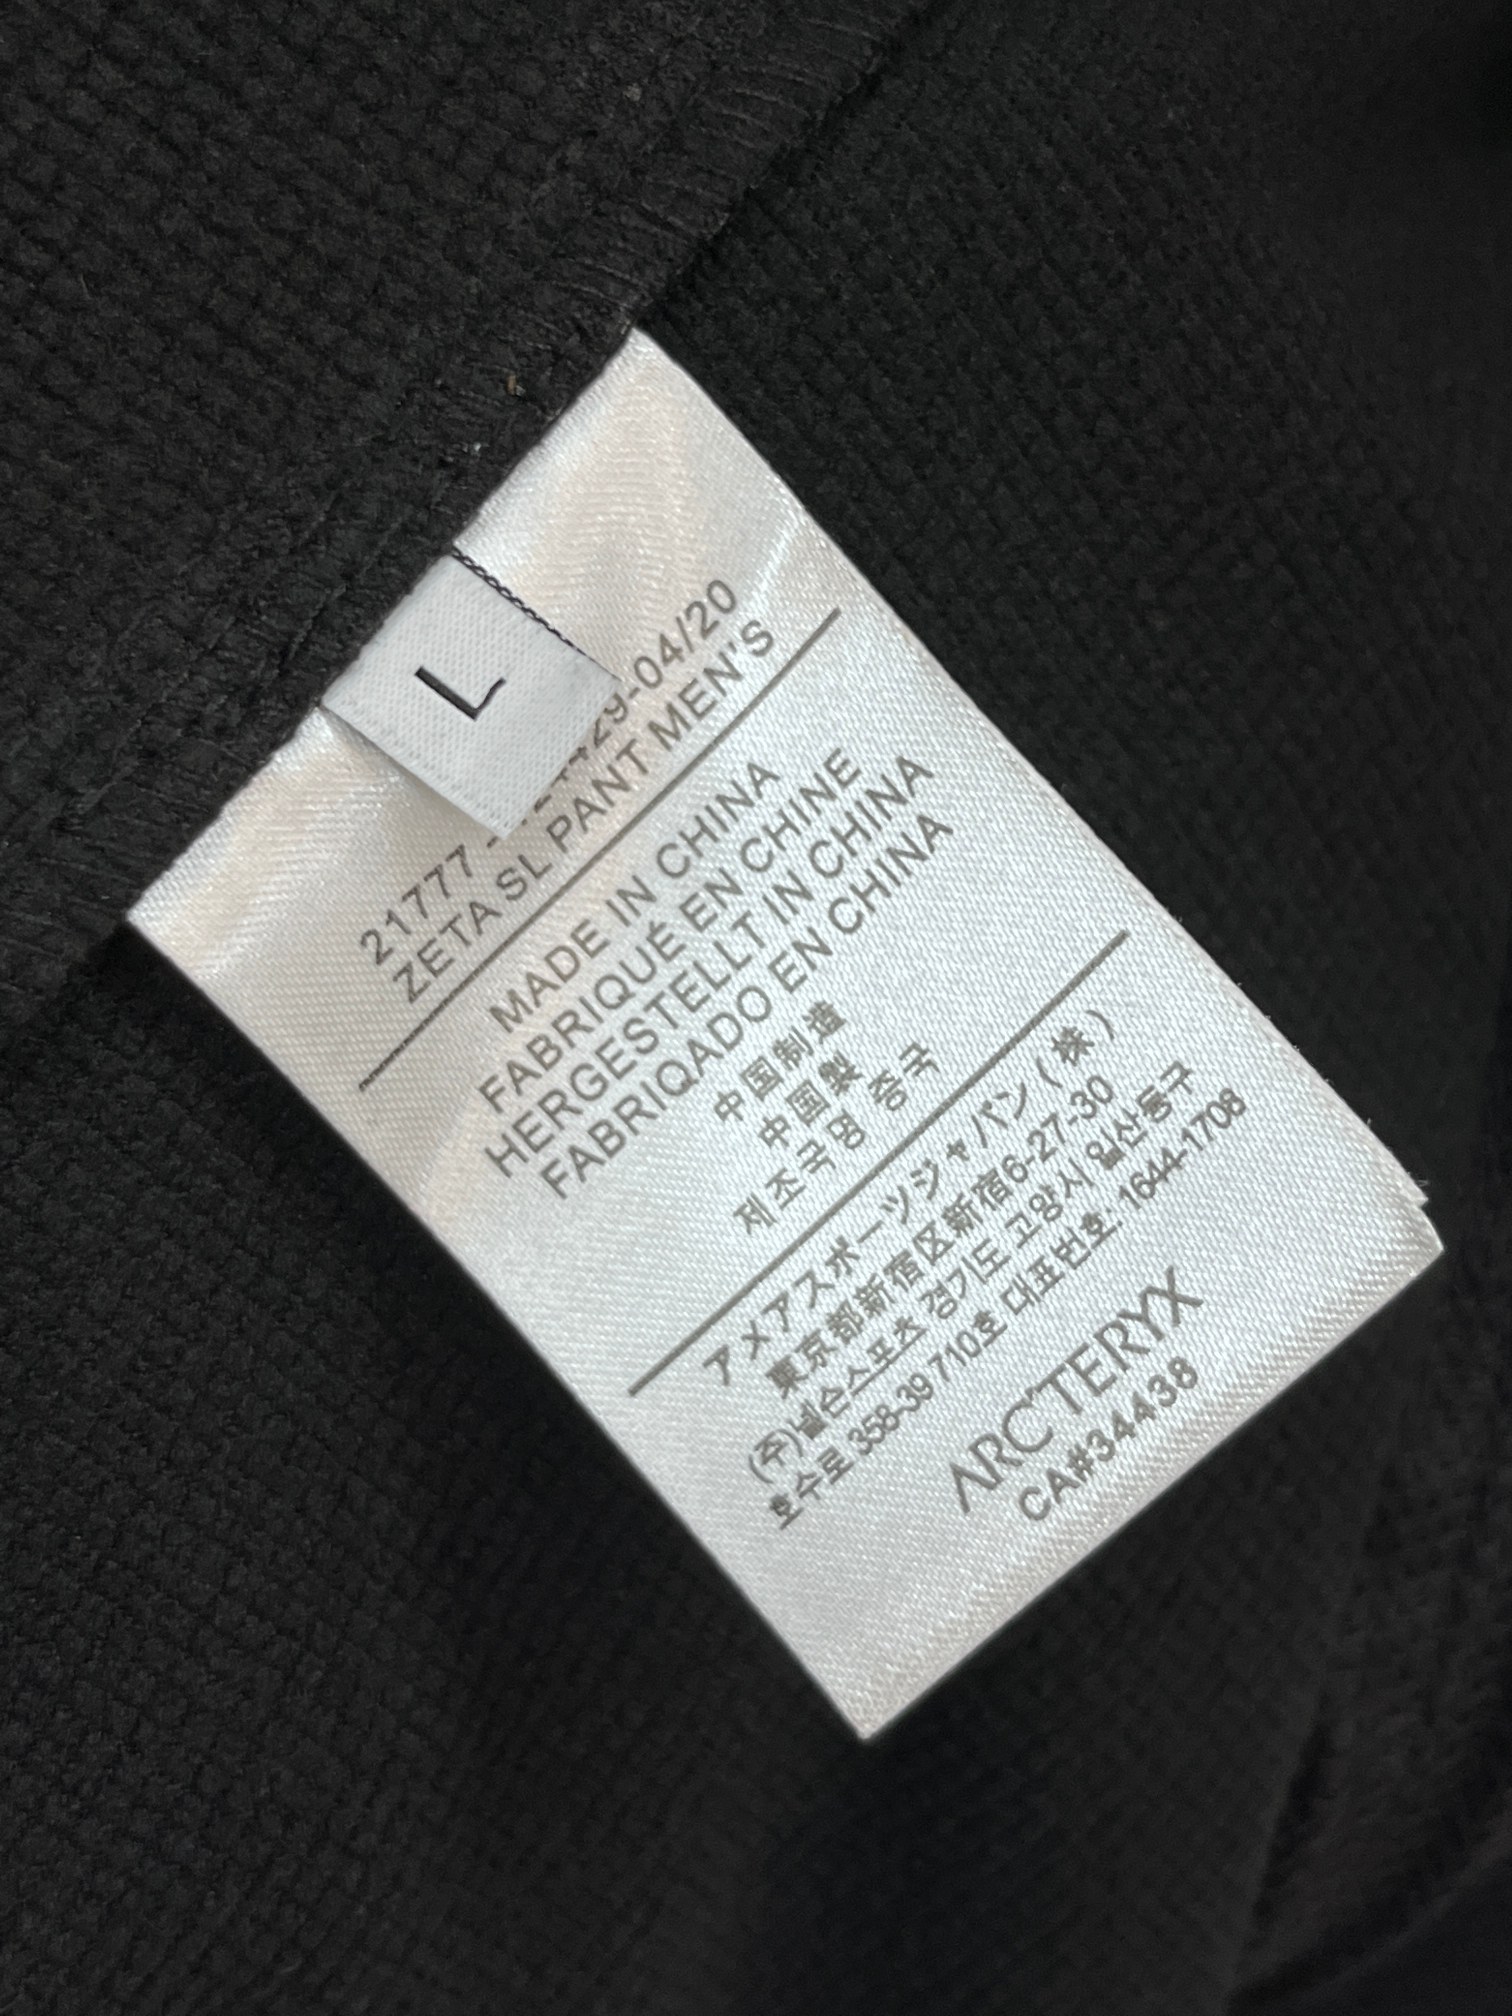 L
21777 - 124429-04/20
ZETA SL PANT MEN'S
MADE IN CHINA
FABRIQUÉ EN CHINE
HERGESTELLT IN CHINA
FABRIQADO EN CHINA
中国制造
中国製
제조국명 중국
アメアスポーツジャパン(株)
東京都新宿区新宿6-27-30
(주)넬슨스포츠 경기도 고양시 일산동구
호수로 358-39 710호 대표번호: 1644-1708
ARC'TERYX
CA#34438